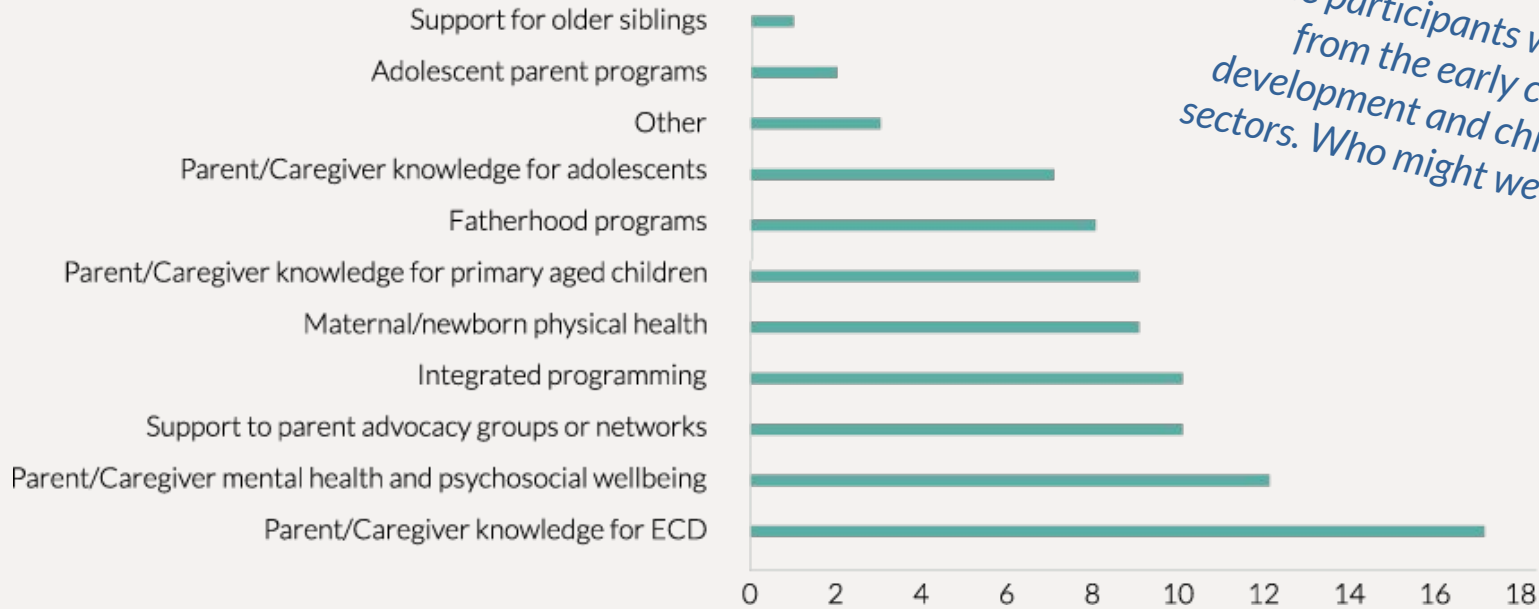 Support for older siblings
Adolescent parent programs
Other
Parent/Caregiver knowledge for adolescents
Fatherhood programs
Parent/Caregiver knowledge for primary aged children
Maternal/newborn physical health
Integrated programming
Support to parent advocacy groups or networks
Parent/Caregiver mental health and psychosocial wellbeing
Parent/Caregiver knowledge for ECD
0 2 4 6 8 10 12 14 16 18
participants
from the early
development and
sectors. Who might we